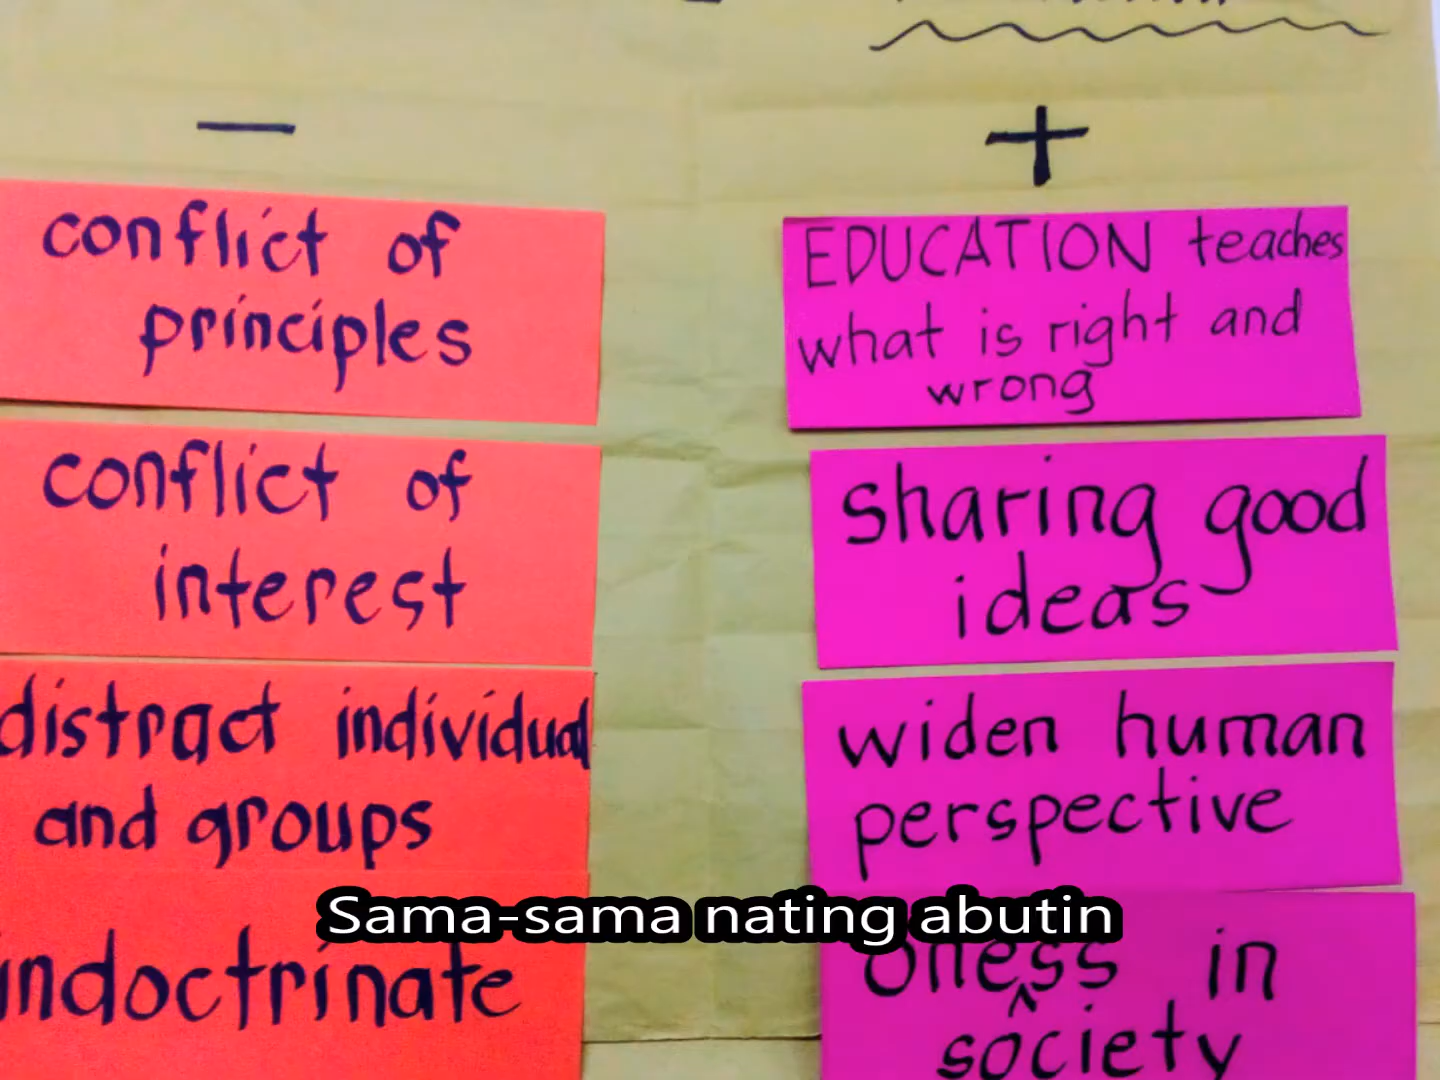 conflict of
principles
conflict of
interest
distract individual
and groups
indoctrinate
EDUCATION teaches
what is right and
wrong
sharing good
ideas
widen human
perspective
oness in
society
Sama-sama nating abutin